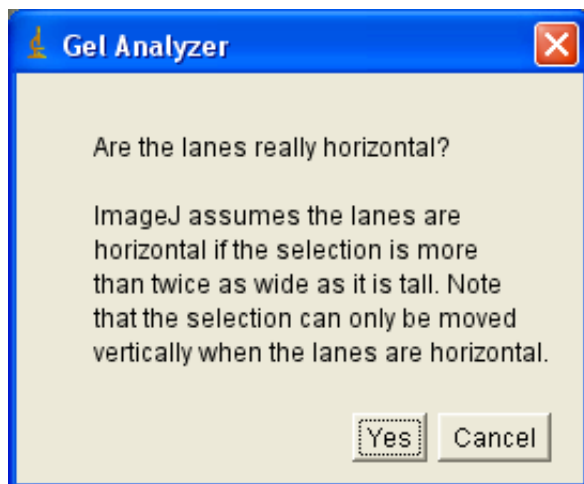 Gel Analyzer
Are the lanes really horizontal?
ImageJ assumes the lanes are
horizontal if the selection is more
than twice as wide as it is tall. Note
that the selection can only be moved
vertically when the lanes are horizontal.
Yes Cancel